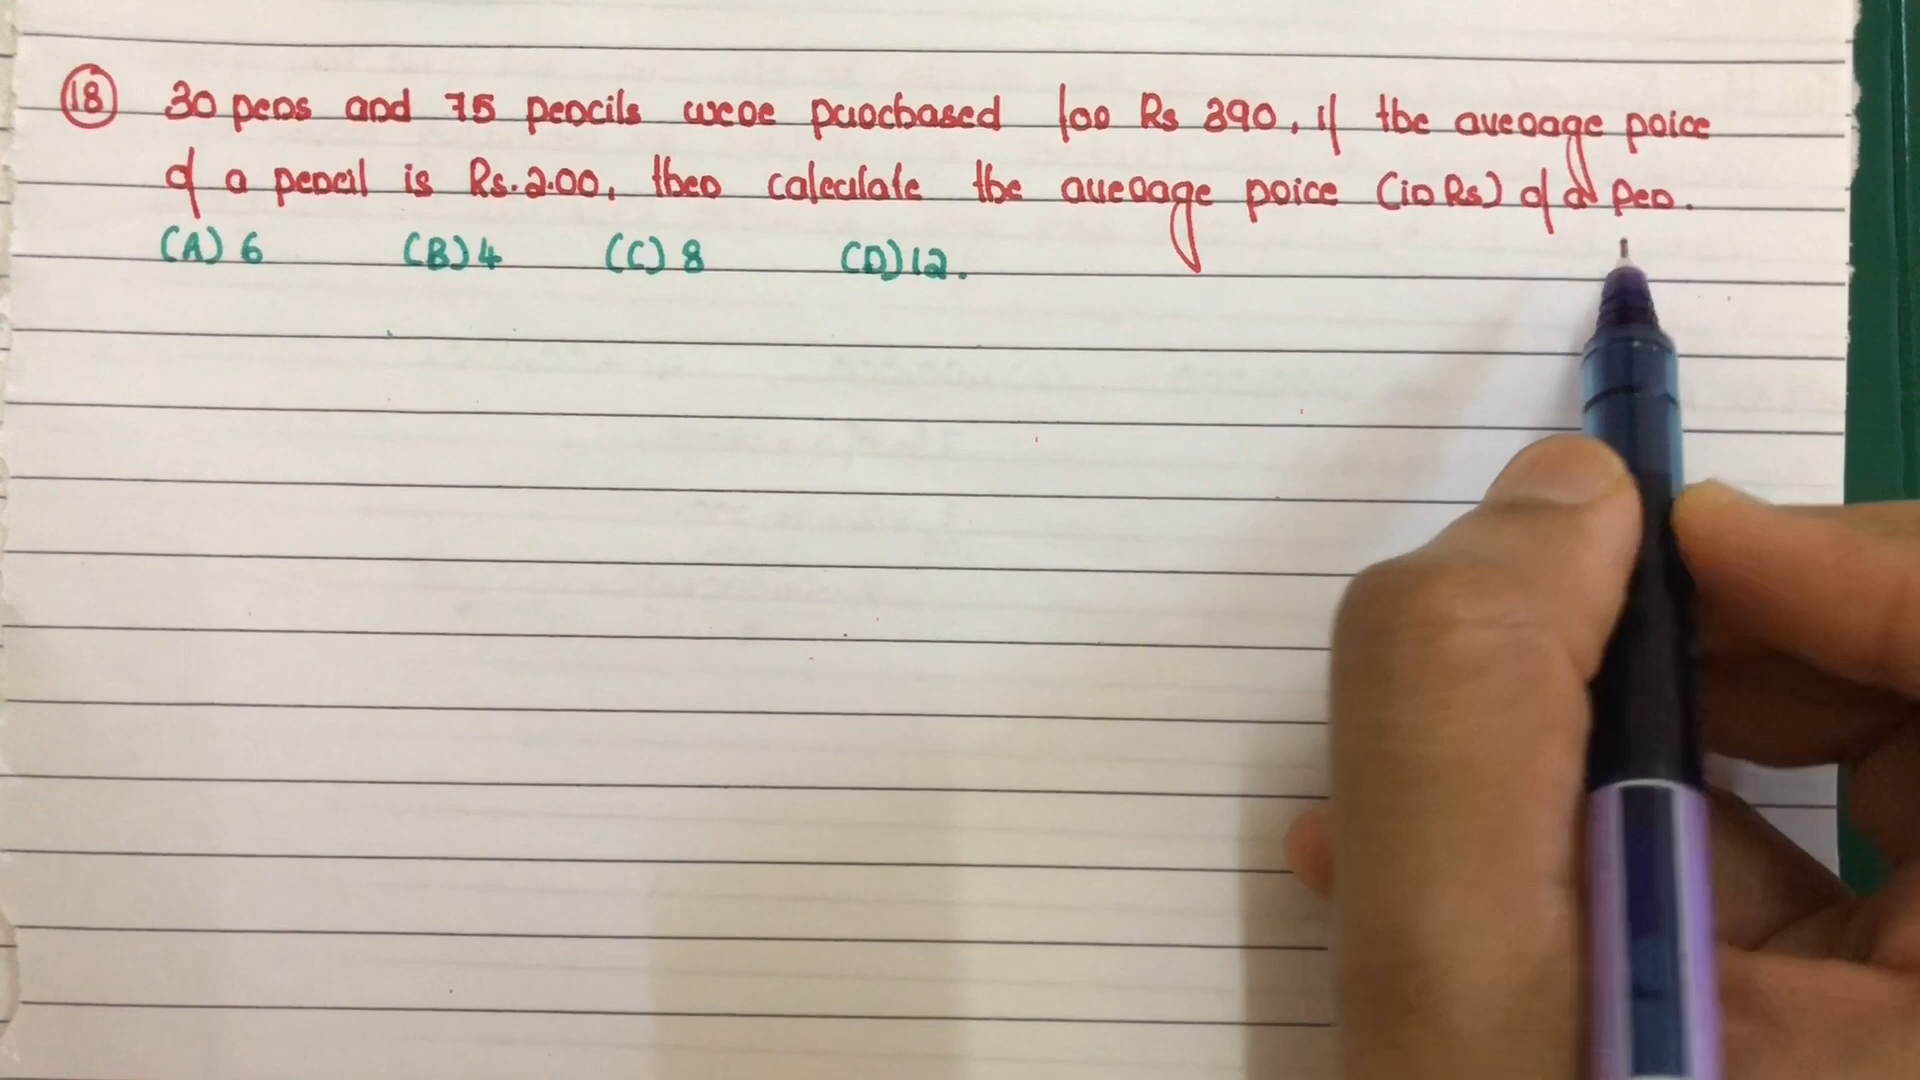 18 30 pens and 75 pencils were purchased for Rs 390, if the average price
of a pencil is Rs.2.00, then calculate the average price (in Rs) of a pen.
(A) 6 (B) 4 (C) 8 (D) 12.